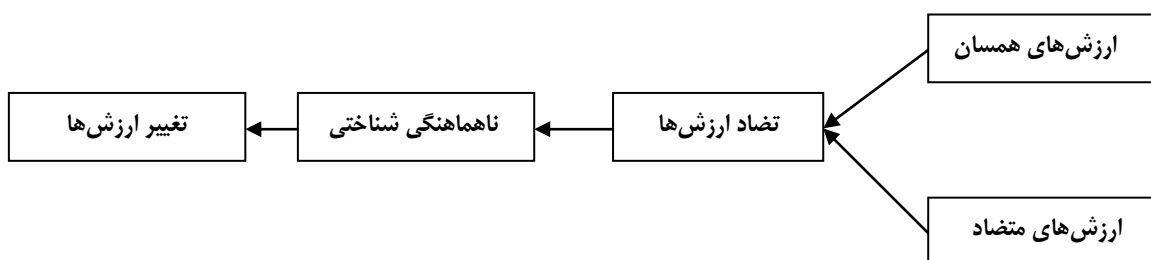 ارزش‌های همسان
تضاد ارزش‌ها
ناهماهنگی شناختی
تغییر ارزش‌ها
ارزش‌های متضاد